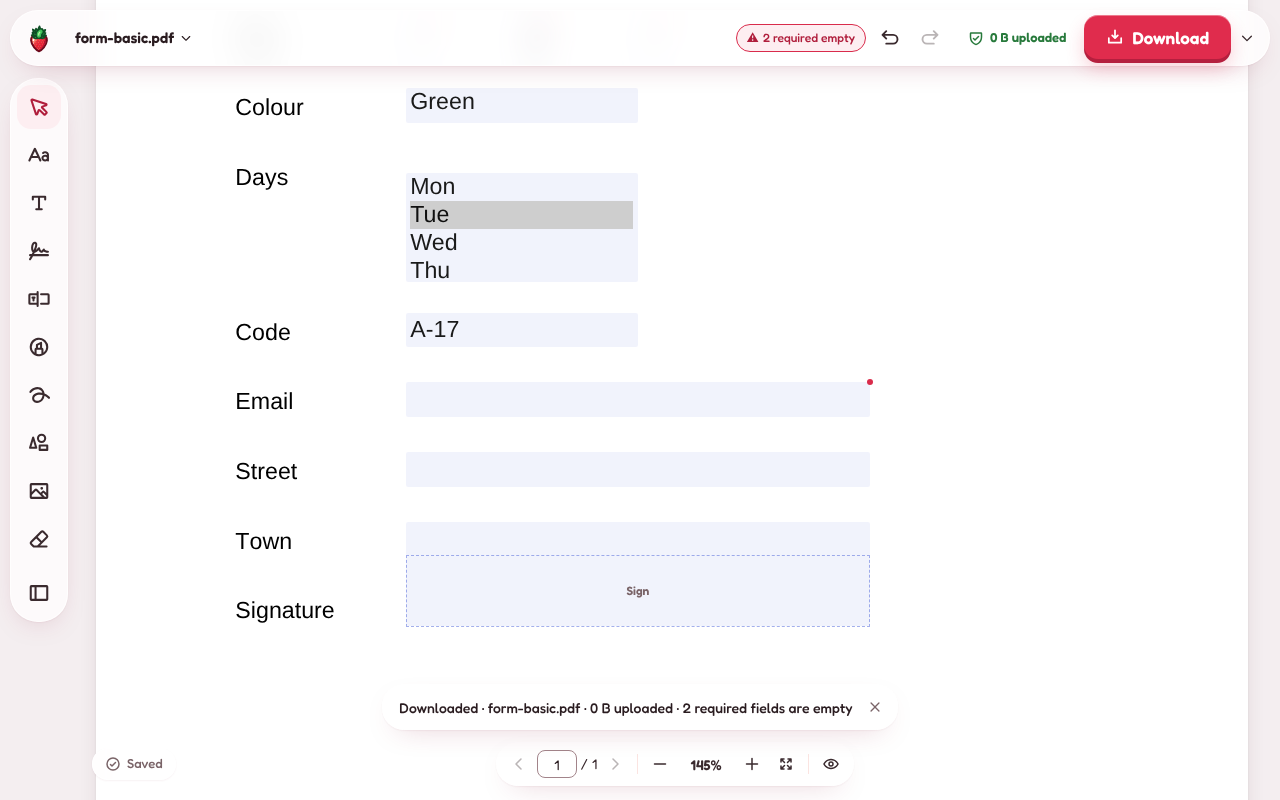 form-basic.pdf
2 required empty
0 B uploaded
Download
Aa
T
Colour
Green
Days
Mon
Tue
Wed
Thu
Code
A-17
Email
Street
Town
Sign
Signature
Downloaded · form-basic.pdf · 0 B uploaded · 2 required fields are empty
Saved
1 / 1
145%